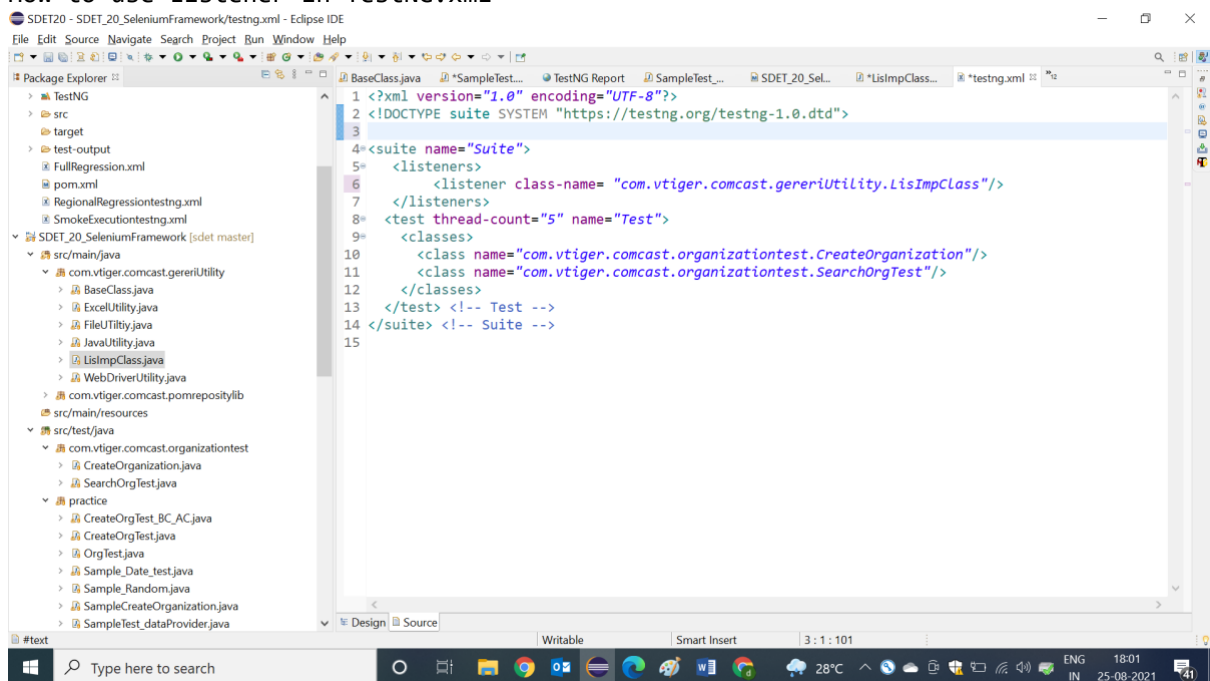 How to use Listener in TestNG.xml
SDET20 - SDET_20_SeleniumFramework/testng.xml - Eclipse IDE
File Edit Source Navigate Search Project Run Window Help
Package Explorer
BaseClass.java *SampleTest.... TestNG Report SampleTest_... SDET_20_Sel... *LisImpClass... *testng.xml "12
TestNG
src
target
test-output
FullRegression.xml
pom.xml
RegionalRegressiontestng.xml
SmokeExecutiontestng.xml
SDET_20_SeleniumFramework [sdet master]
src/main/java
com.vtiger.comcast.gereriUtility
BaseClass.java
ExcelUtility.java
FileUTiltiy.java
JavaUtility.java
LisImpClass.java
WebDriverUtility.java
com.vtiger.comcast.pomrepositylib
src/main/resources
src/test/java
com.vtiger.comcast.organizationtest
CreateOrganization.java
SearchOrgTest.java
practice
CreateOrgTest_BC_AC.java
CreateOrgTest.java
OrgTest.java
Sample_Date_test.java
Sample_Random.java
SampleCreateOrganization.java
SampleTest_dataProvider.java
1 <?xml version="1.0" encoding="UTF-8"?>
2 <!DOCTYPE suite SYSTEM "https://testng.org/testng-1.0.dtd">
3
4 <suite name="Suite">
5 <listeners>
6 <listener class-name= "com.vtiger.comcast.gereriUtility.LisImpClass"/>
7 </listeners>
8 <test thread-count="5" name="Test">
9 <classes>
10 <class name="com.vtiger.comcast.organizationtest.CreateOrganization"/>
11 <class name="com.vtiger.comcast.organizationtest.SearchOrgTest"/>
12 </classes>
13 </test> <!-- Test -->
14 </suite> <!-- Suite -->
15
Design Source
#text Writable Smart Insert 3 : 1 : 101
Type here to search 28°C ENG 18:01
IN 25-08-2021 41